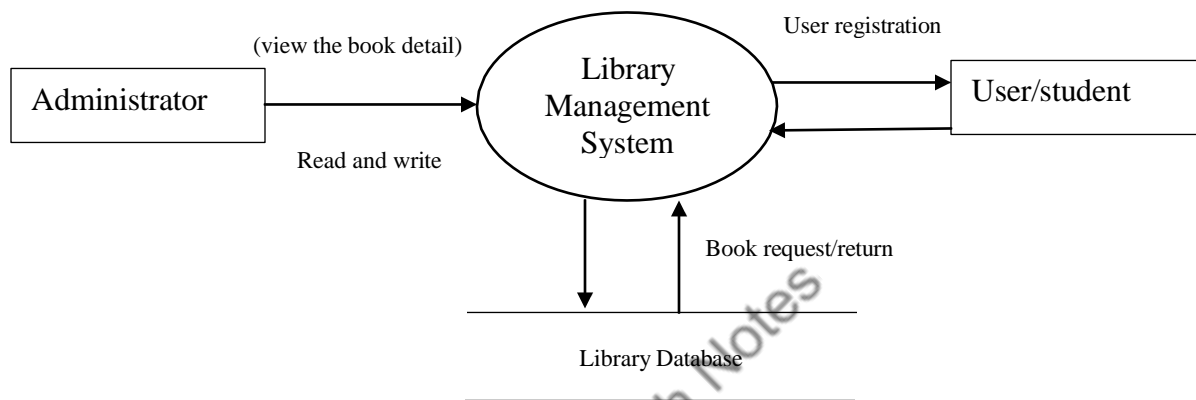 User registration
(view the book detail)
Library
Management
System
Administrator
User/student
Read and write
Book request/return
Library Database
Notes